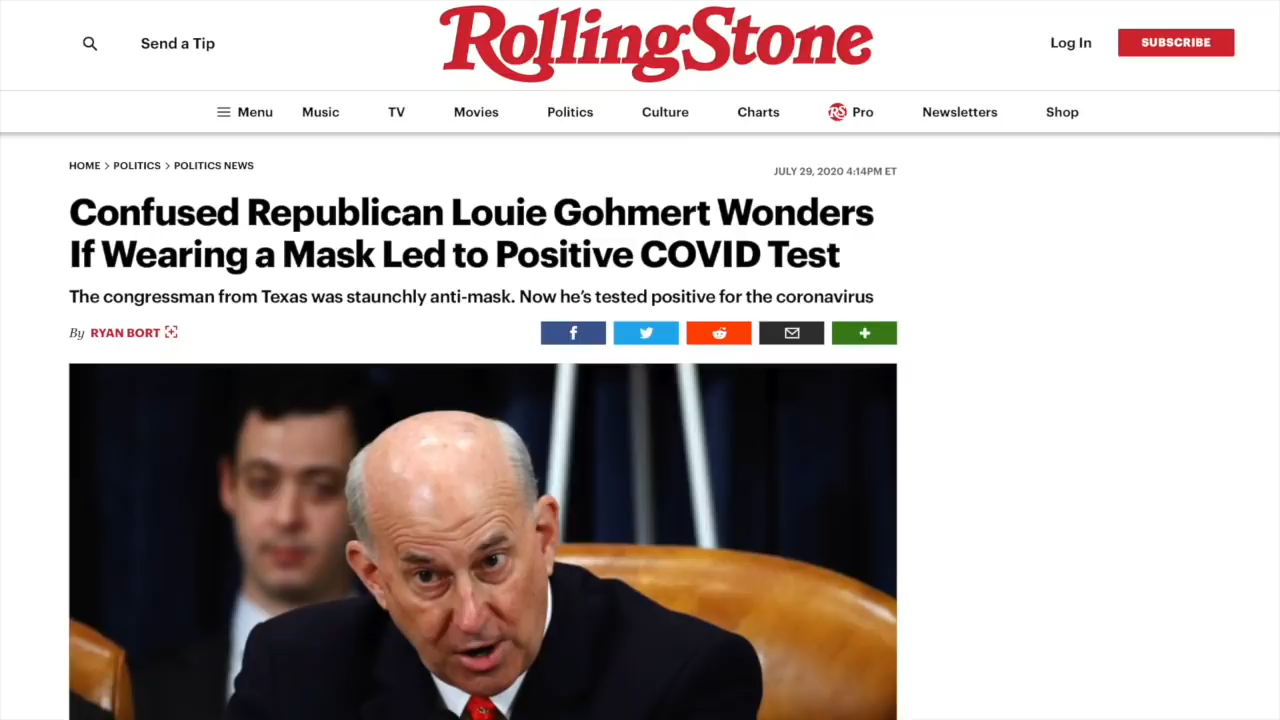 Send a Tip
RollingStone
Log In
SUBSCRIBE
Menu
Music
TV
Movies
Politics
Culture
Charts
RS Pro
Newsletters
Shop
HOME > POLITICS > POLITICS NEWS
JULY 29, 2020 4:14PM ET
Confused Republican Louie Gohmert Wonders
If Wearing a Mask Led to Positive COVID Test
The congressman from Texas was staunchly anti-mask. Now he's tested positive for the coronavirus
By RYAN BORT